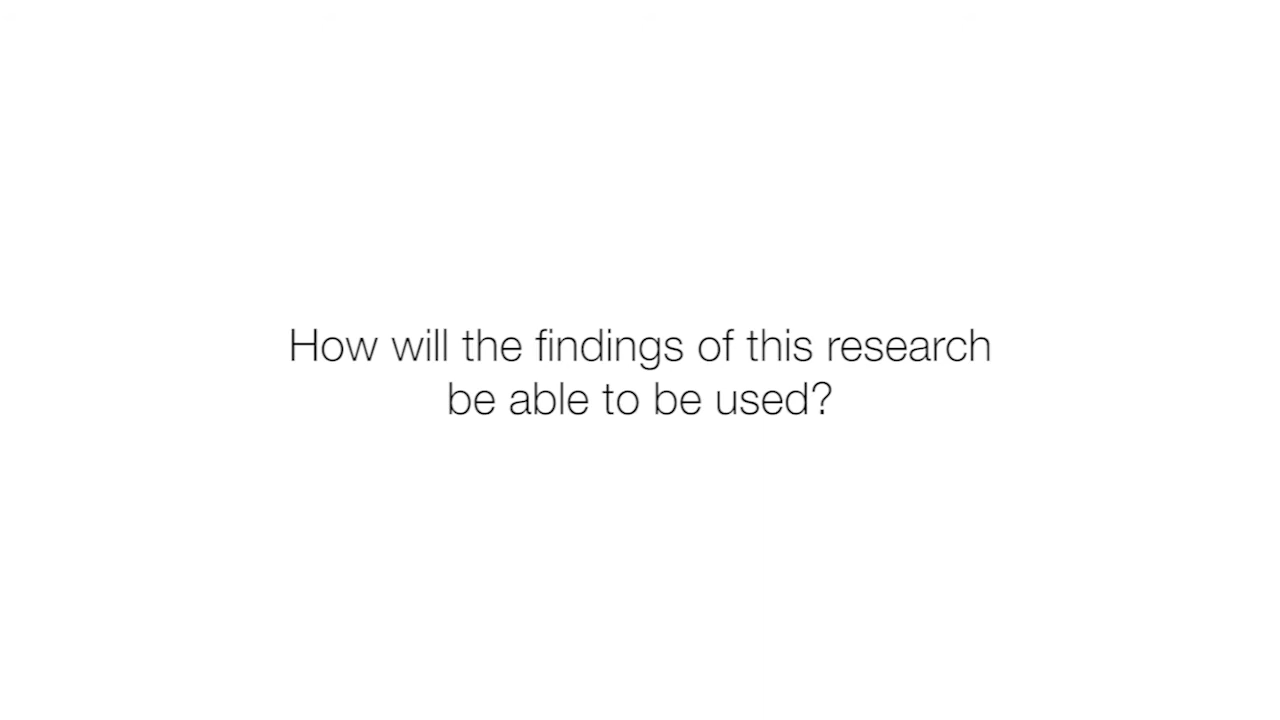 How will the findings of this research
be able to be used?